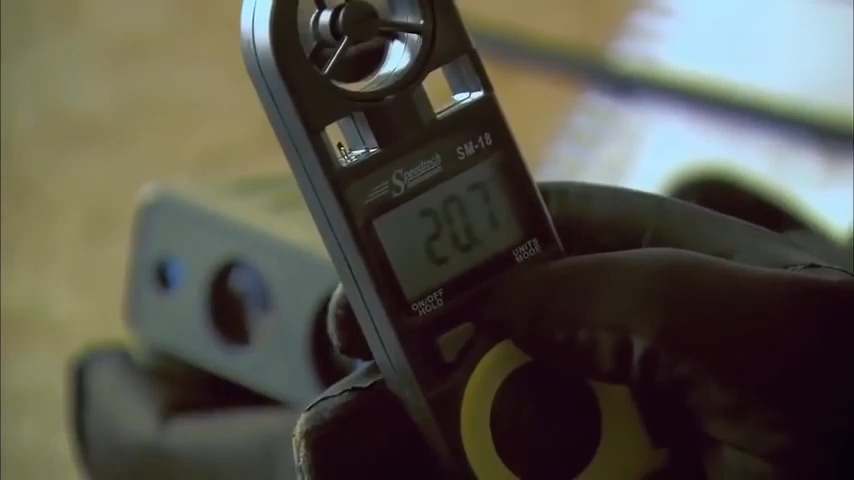 SM-18
Speedtech
20.7
UNITS
MODE
ON/OFF
HOLD